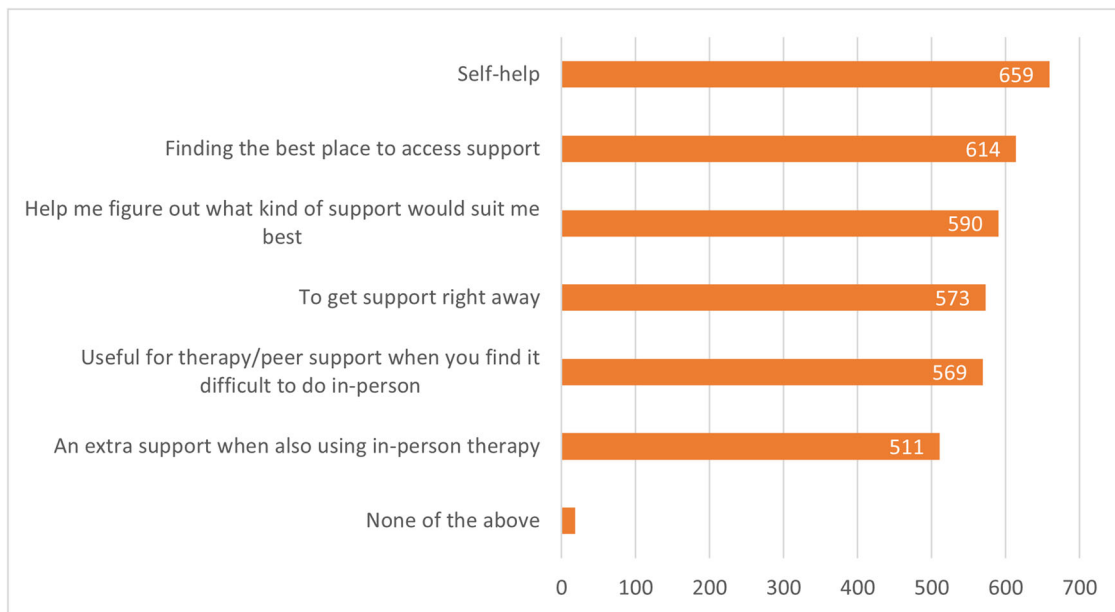 Self-help
659
Finding the best place to access support
614
Help me figure out what kind of support would suit me
best
590
To get support right away
573
Useful for therapy/peer support when you find it
difficult to do in-person
569
An extra support when also using in-person therapy
511
None of the above
0 100 200 300 400 500 600 700